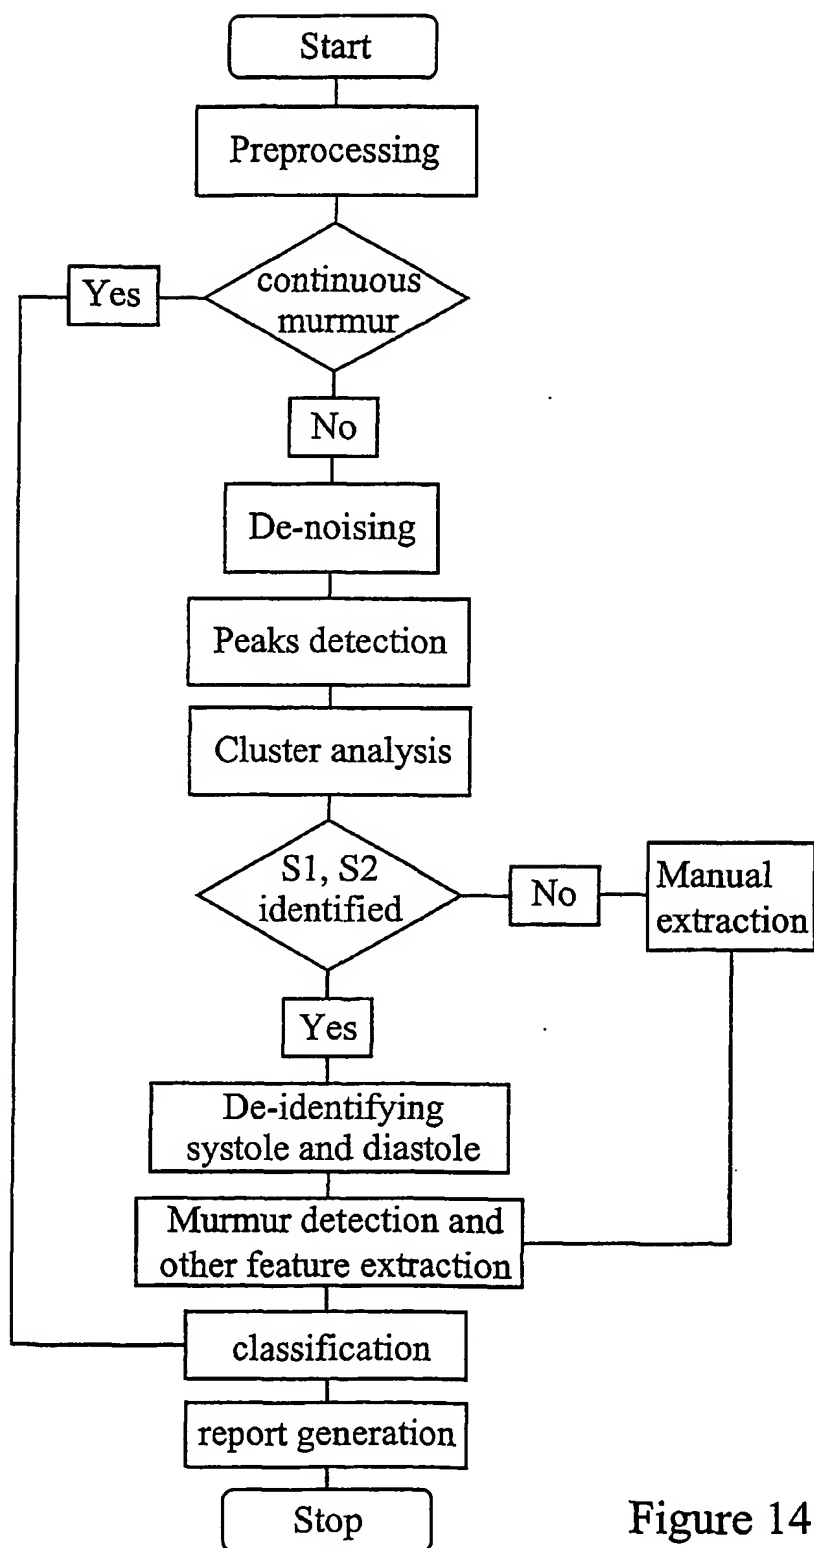 Start
Preprocessing
Yes
continuous
murmur
No
De-noising
Peaks detection
Cluster analysis
S1, S2
identified
No
Manual
extraction
Yes
De-identifying
systole and diastole
Murmur detection and
other feature extraction
classification
report generation
Stop
Figure 14